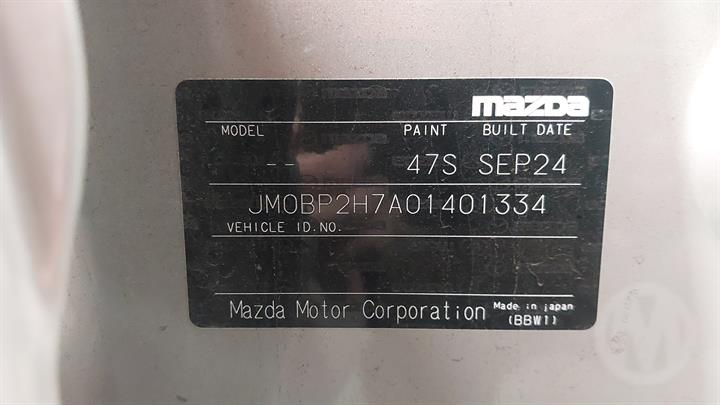 mazda
MODEL PAINT BUILT DATE
-- 47S SEP24
JM0BP2H7A01401334
VEHICLE ID.NO.
Mazda Motor Corporation Made in japan
(BBW1)
M